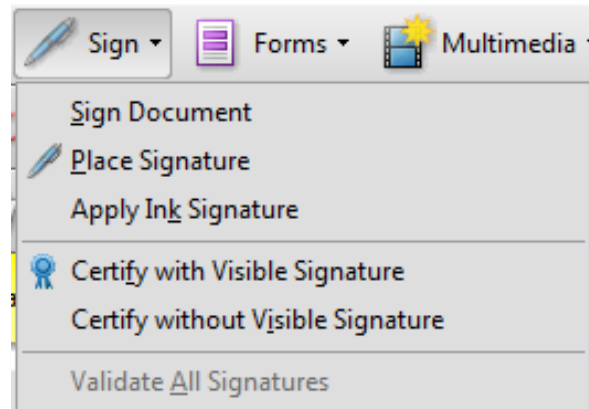 Sign Forms Multimedia
Sign Document
Place Signature
Apply Ink Signature
Certify with Visible Signature
Certify without Visible Signature
Validate All Signatures